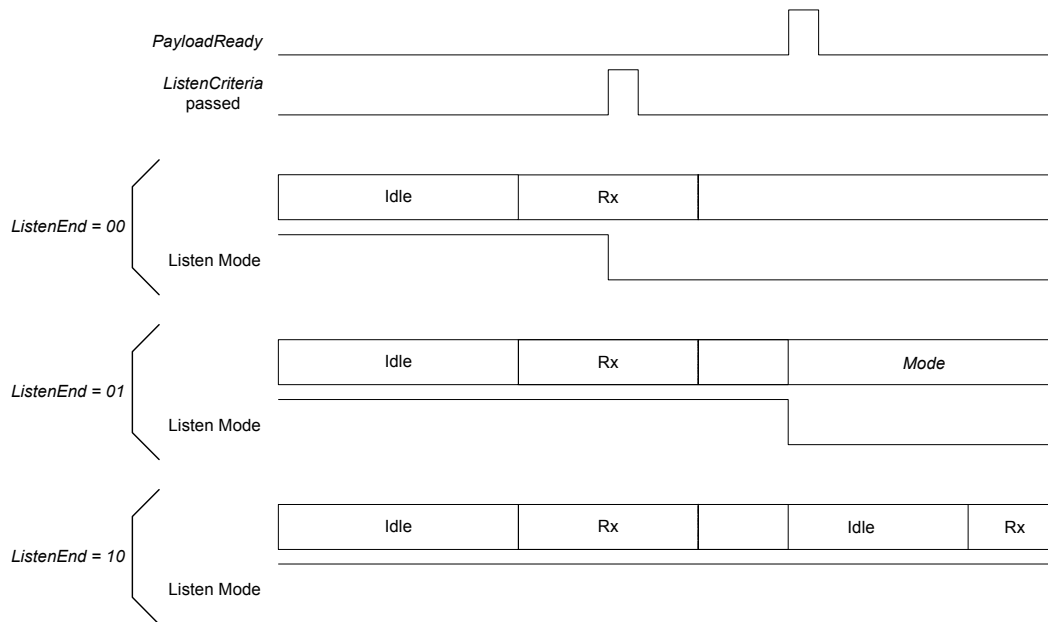 PayloadReady
ListenCriteria
passed
Idle
Rx
ListenEnd = 00
Listen Mode
Idle
Rx
Mode
ListenEnd = 01
Listen Mode
Idle
Rx
Idle
Rx
ListenEnd = 10
Listen Mode